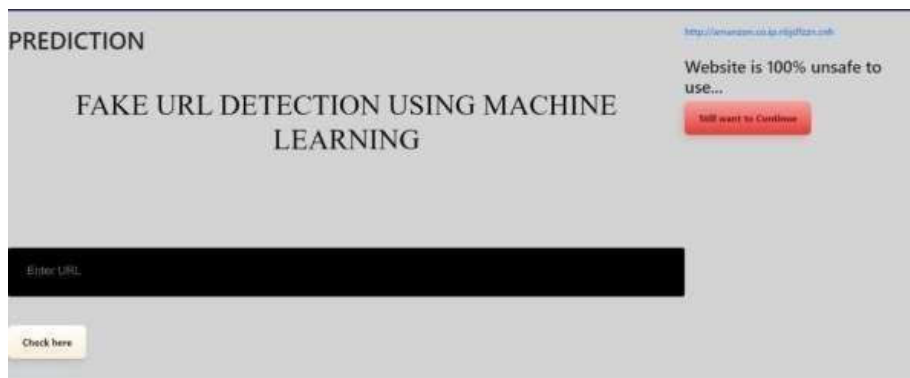 PREDICTION
FAKE URL DETECTION USING MACHINE
LEARNING
Enter URL
Check here
Website is 100% unsafe to
use...
Still want to Continue